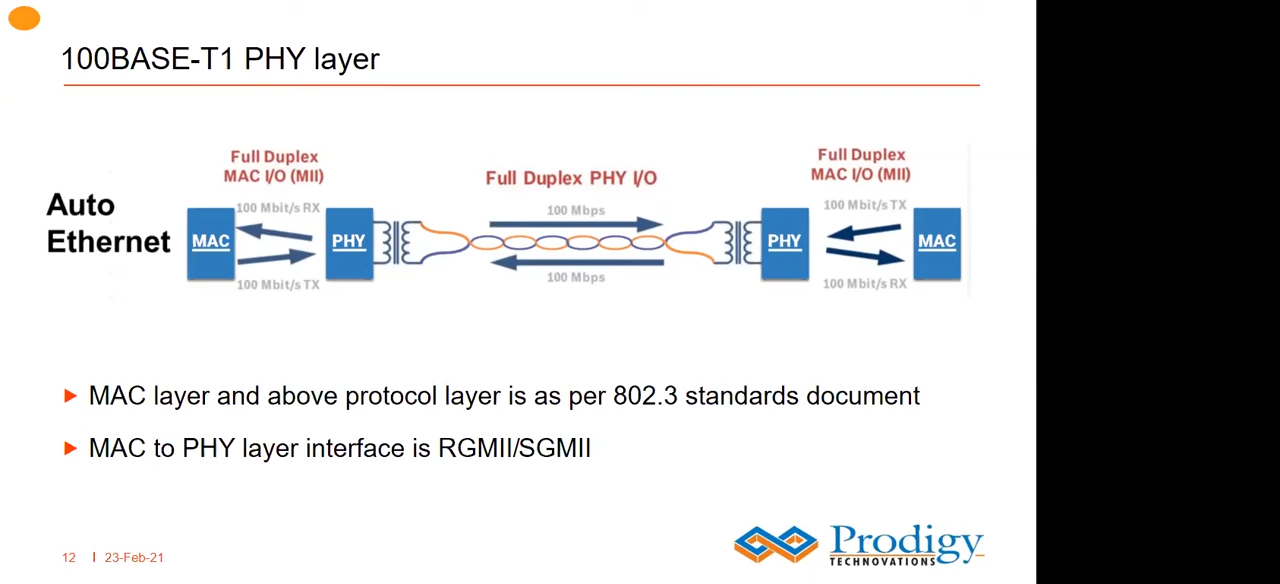 100BASE-T1 PHY layer
Full Duplex
MAC I/O (MII)
Full Duplex PHY I/O
Full Duplex
MAC I/O (MII)
Auto
Ethernet
100 Mbit/s RX
100 Mbps
100 Mbit/s TX
MAC
PHY
PHY
MAC
100 Mbit/s TX
100 Mbps
100 Mbit/s RX
MAC layer and above protocol layer is as per 802.3 standards document
MAC to PHY layer interface is RGMII/SGMII
12 I 23-Feb-21
Prodigy
TECHNOVATIONS